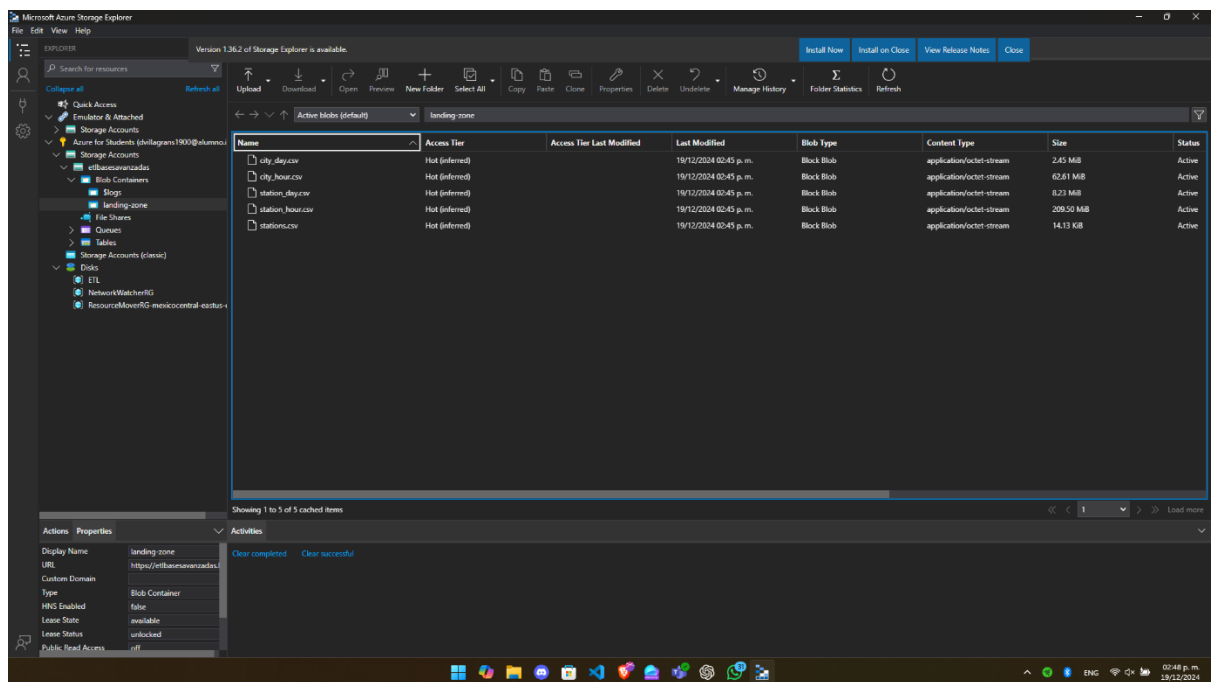 Microsoft Azure Storage Explorer
File Edit View Help
EXPLORER
Version 1.36.2 of Storage Explorer is available.
Install Now Install on Close View Release Notes Close
Search for resources
Collapse all Refresh all
Upload Download Open Preview New Folder Select All Copy Paste Clone Properties Delete Undelete Manage History Folder Statistics Refresh
Active blobs (default) landing-zone
Quick Access
Emulator & Attached
Storage Accounts
Azure for Students (dvillagrans1900@alumno.i
Storage Accounts
etlbasesavanzadas
Blob Containers
$logs
landing-zone
File Shares
Queues
Tables
Storage Accounts (classic)
Disks
ETL
NetworkWatcherRG
ResourceMoverRG-mexicocentral-eastus-
Name Access Tier Access Tier Last Modified Last Modified Blob Type Content Type Size Status
city_day.csv Hot (inferred) 19/12/2024 02:45 p. m. Block Blob application/octet-stream 2.45 MiB Active
city_hour.csv Hot (inferred) 19/12/2024 02:45 p. m. Block Blob application/octet-stream 62.61 MiB Active
station_day.csv Hot (inferred) 19/12/2024 02:45 p. m. Block Blob application/octet-stream 8.23 MiB Active
station_hour.csv Hot (inferred) 19/12/2024 02:45 p. m. Block Blob application/octet-stream 209.50 MiB Active
stations.csv Hot (inferred) 19/12/2024 02:45 p. m. Block Blob application/octet-stream 14.13 KiB Active
Showing 1 to 5 of 5 cached items
1 Load more
Actions Properties
Display Name landing-zone
URL https://etlbasesavanzadas.
Custom Domain
Type Blob Container
HNS Enabled false
Lease State available
Lease Status unlocked
Public Read Access off
Activities
Clear completed Clear successful
ENG
02:48 p. m.
19/12/2024